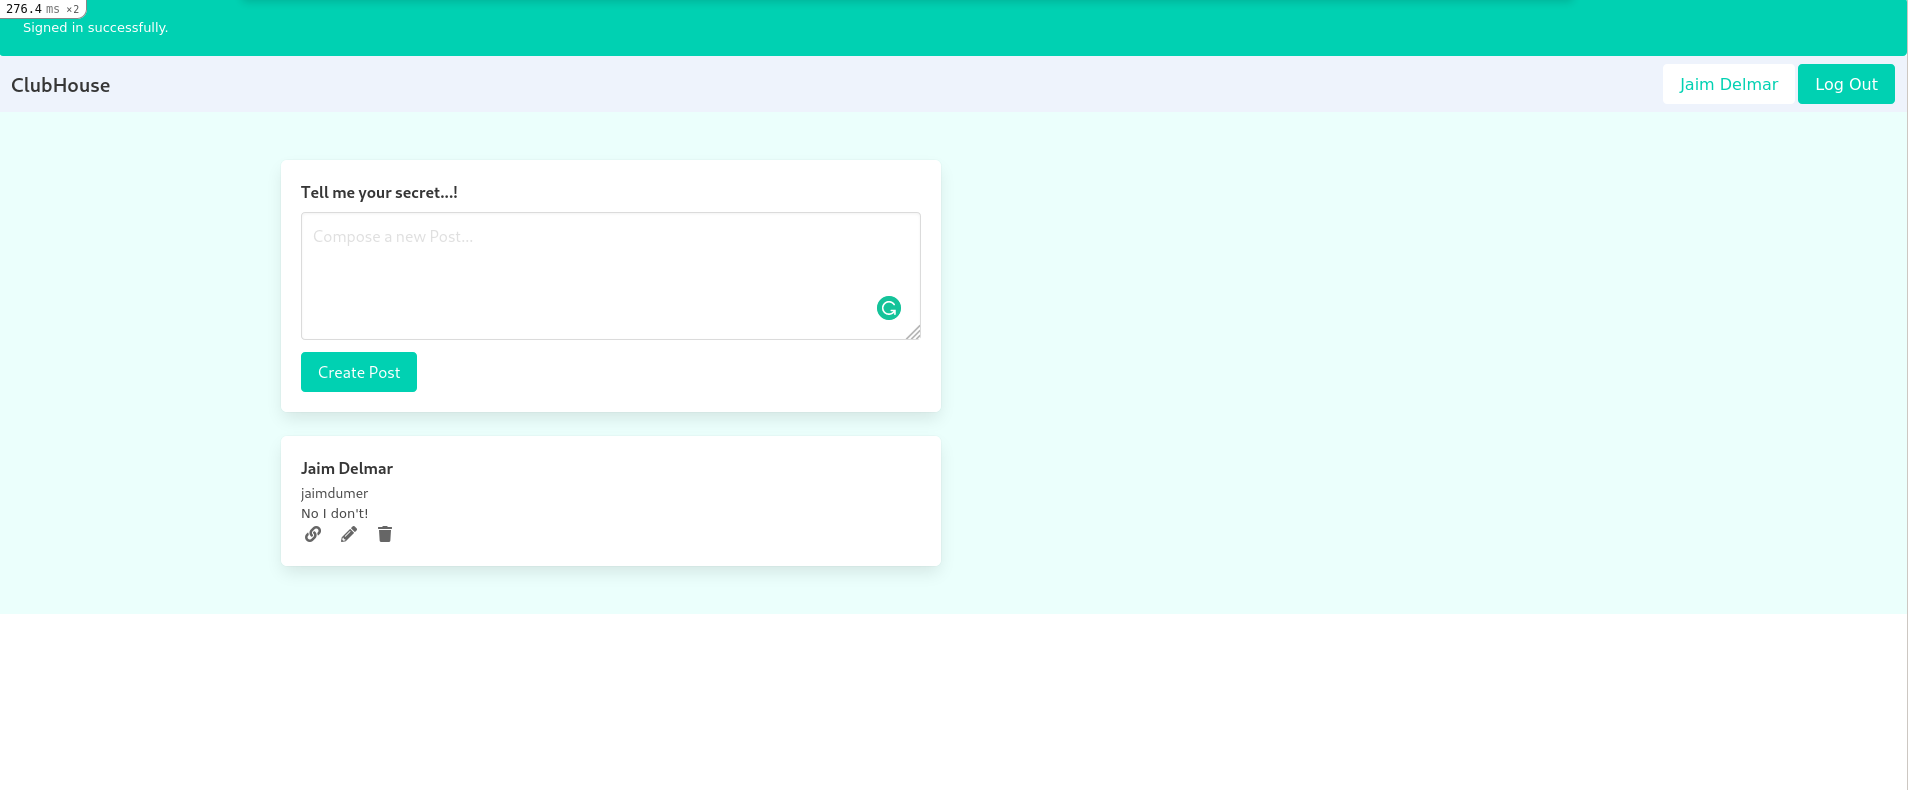 276.4 ms ×2
Signed in successfully.
ClubHouse
Jaim Delmar
Log Out
Tell me your secret...!
Compose a new Post...
Create Post
Jaim Delmar
jaimdumer
No I don't!